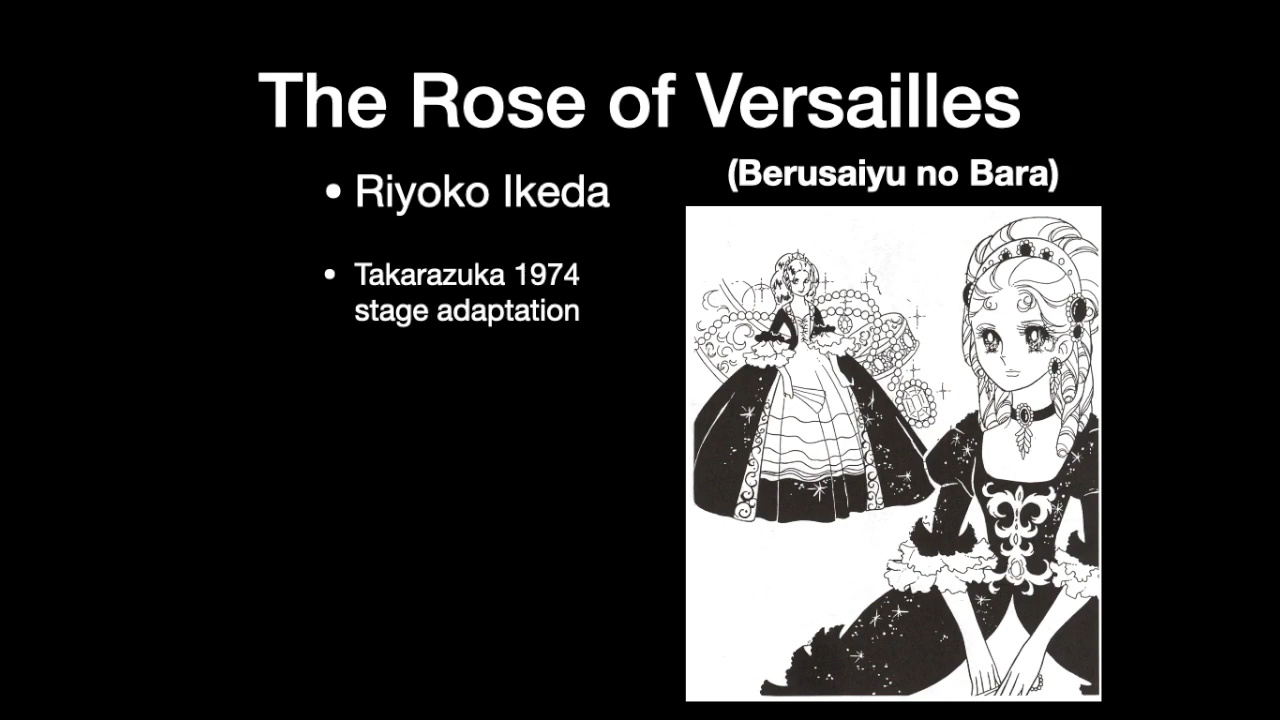 The Rose of Versailles
(Berusaiyu no Bara)
• Riyoko Ikeda
• Takarazuka 1974
stage adaptation